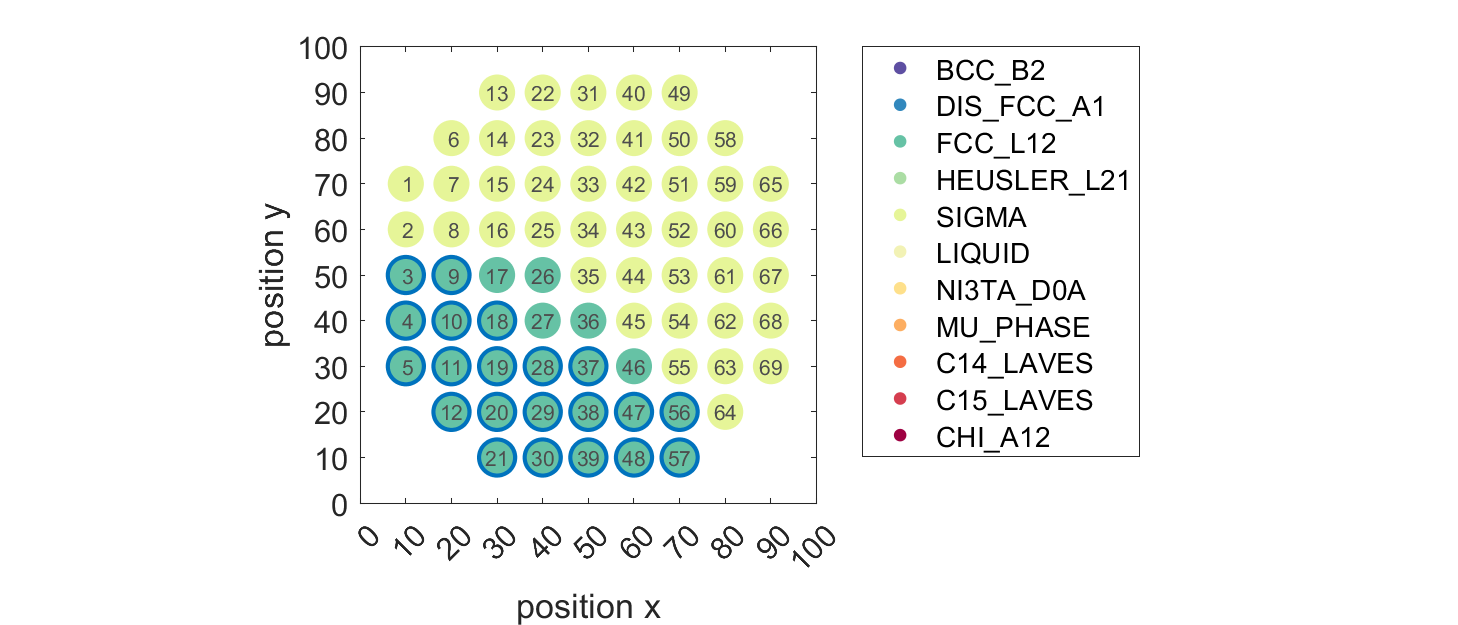 100
90
80
70
60
50
40
30
20
10
0
position y
13 22 31 40 49
6 14 23 32 41 50 58
1 7 15 24 33 42 51 59 65
2 8 16 25 34 43 52 60 66
3 9 17 26 35 44 53 61 67
4 10 18 27 36 45 54 62 68
5 11 19 28 37 46 55 63 69
12 20 29 38 47 56 64
21 30 39 48 57
0 10 20 30 40 50 60 70 80 90 100
position x
BCC_B2
DIS_FCC_A1
FCC_L12
HEUSLER_L21
SIGMA
LIQUID
NI3TA_D0A
MU_PHASE
C14_LAVES
C15_LAVES
CHI_A12